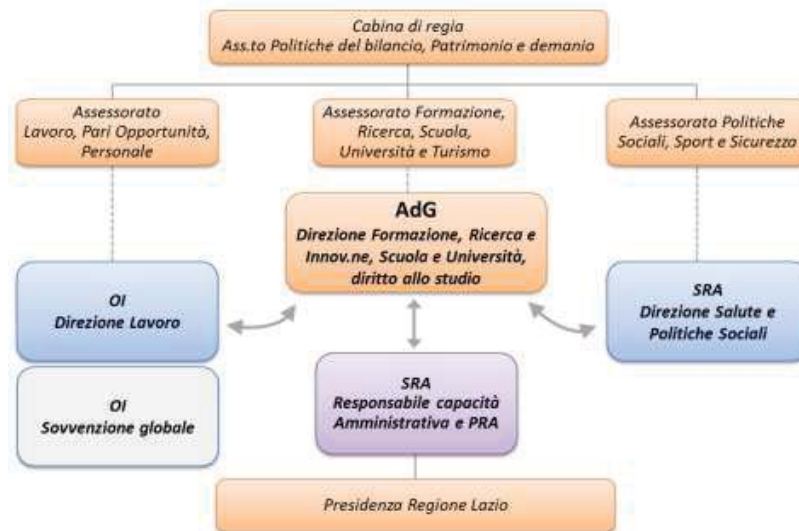 Cabina di regia
Ass.to Politiche del bilancio, Patrimonio e demanio
Assessorato
Lavoro, Pari Opportunità,
Personale
Assessorato Formazione,
Ricerca, Scuola,
Università e Turismo
Assessorato Politiche
Sociali, Sport e Sicurezza
AdG
Direzione Formazione, Ricerca e
Innov.ne, Scuola e Università,
diritto allo studio
OI
Direzione Lavoro
SRA
Direzione Salute e
Politiche Sociali
OI
Sovvenzione globale
SRA
Responsabile capacità
Amministrativa e PRA
Presidenza Regione Lazio